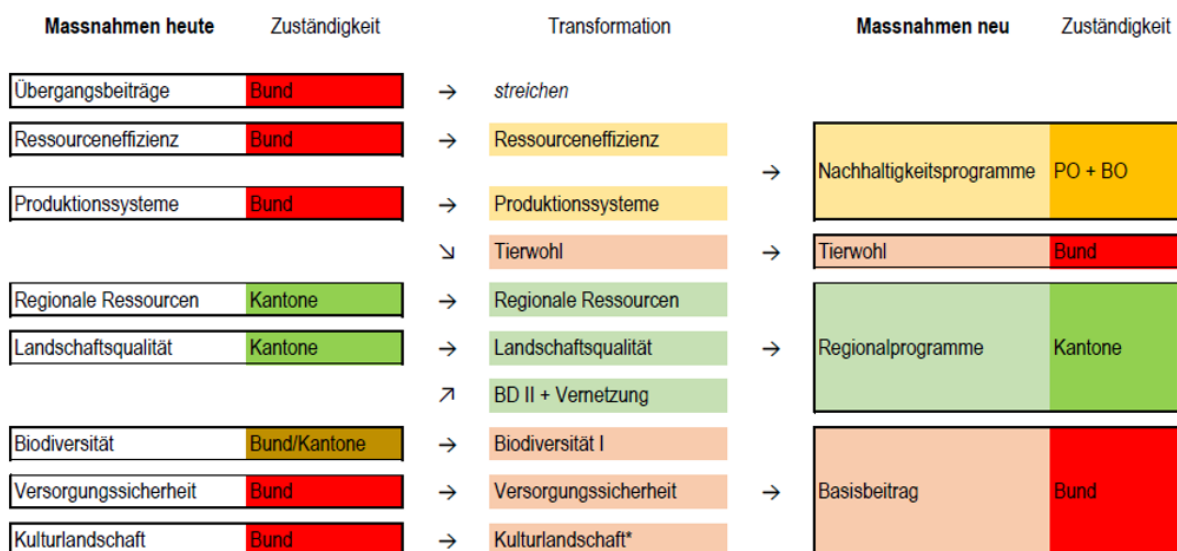 Massnahmen heute Zuständigkeit Transformation Massnahmen neu Zuständigkeit
Übergangsbeiträge Bund → streichen
Ressourceneffizienz Bund → Ressourceneffizienz
→ Nachhaltigkeitsprogramme PO + BO
Produktionssysteme Bund → Produktionssysteme
↘ Tierwohl → Tierwohl Bund
Regionale Ressourcen Kantone → Regionale Ressourcen
Landschaftsqualität Kantone → Landschaftsqualität → Regionalprogramme Kantone
↗ BD II + Vernetzung
Biodiversität Bund/Kantone → Biodiversität I
Versorgungssicherheit Bund → Versorgungssicherheit → Basisbeitrag Bund
Kulturlandschaft Bund → Kulturlandschaft*